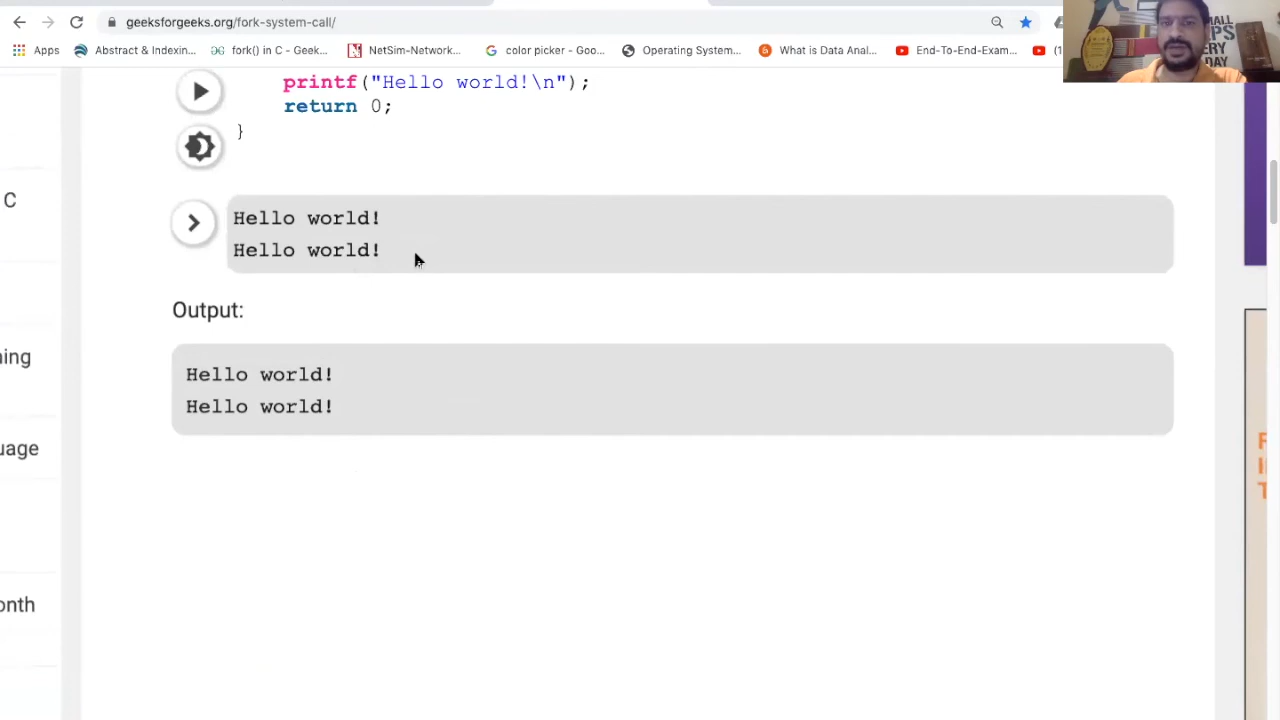 geeksforgeeks.org/fork-system-call/
Apps Abstract & Indexin... fork() in C - Geek... NetSim-Network... color picker - Goo... Operating System... What is Data Anal... End-To-End-Exam... (1
printf("Hello world!\n");
return 0;
}
C
Hello world!
Hello world!
Output:
ning
Hello world!
Hello world!
uage
onth